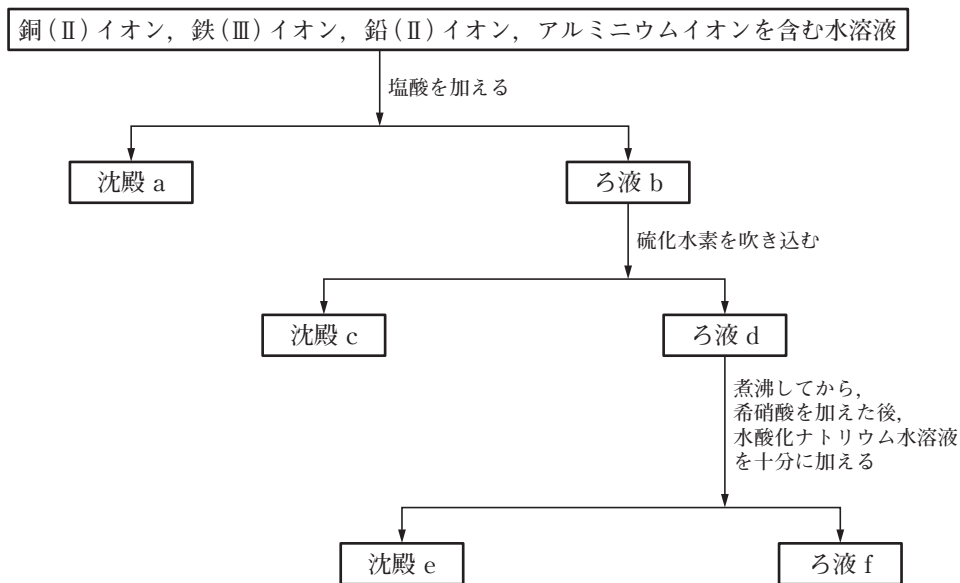 銅(Ⅱ)イオン，鉄(Ⅲ)イオン，鉛(Ⅱ)イオン，アルミニウムイオンを含む水溶液
塩酸を加える
沈殿 a
ろ液 b
硫化水素を吹き込む
沈殿 c
ろ液 d
煮沸してから，
希硝酸を加えた後，
水酸化ナトリウム水溶液
を十分に加える
沈殿 e
ろ液 f